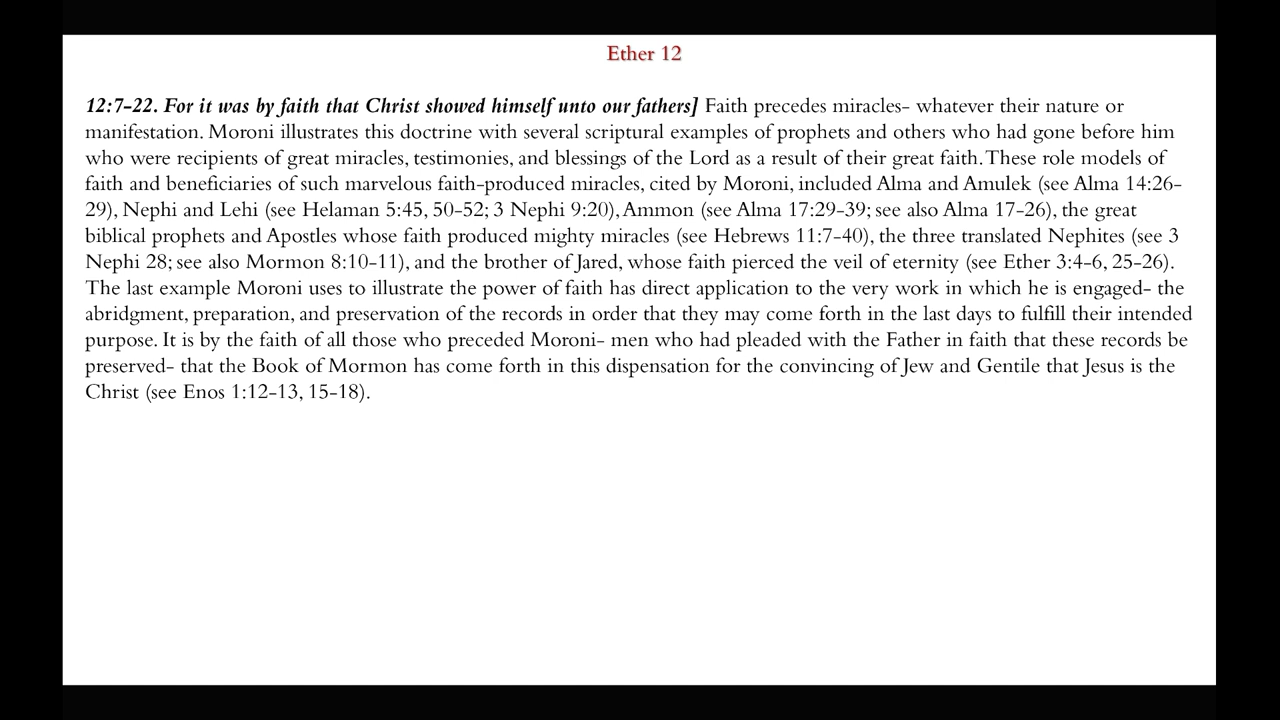 Ether 12
12:7-22. For it was by faith that Christ showed himself unto our fathers] Faith precedes miracles- whatever their nature or
manifestation. Moroni illustrates this doctrine with several scriptural examples of prophets and others who had gone before him
who were recipients of great miracles, testimonies, and blessings of the Lord as a result of their great faith. These role models of
faith and beneficiaries of such marvelous faith-produced miracles, cited by Moroni, included Alma and Amulek (see Alma 14:26-
29), Nephi and Lehi (see Helaman 5:45, 50-52; 3 Nephi 9:20), Ammon (see Alma 17:29-39; see also Alma 17-26), the great
biblical prophets and Apostles whose faith produced mighty miracles (see Hebrews 11:7-40), the three translated Nephites (see 3
Nephi 28; see also Mormon 8:10-11), and the brother of Jared, whose faith pierced the veil of eternity (see Ether 3:4-6, 25-26).
The last example Moroni uses to illustrate the power of faith has direct application to the very work in which he is engaged- the
abridgment, preparation, and preservation of the records in order that they may come forth in the last days to fulfill their intended
purpose. It is by the faith of all those who preceded Moroni- men who had pleaded with the Father in faith that these records be
preserved- that the Book of Mormon has come forth in this dispensation for the convincing of Jew and Gentile that Jesus is the
Christ (see Enos 1:12-13, 15-18).